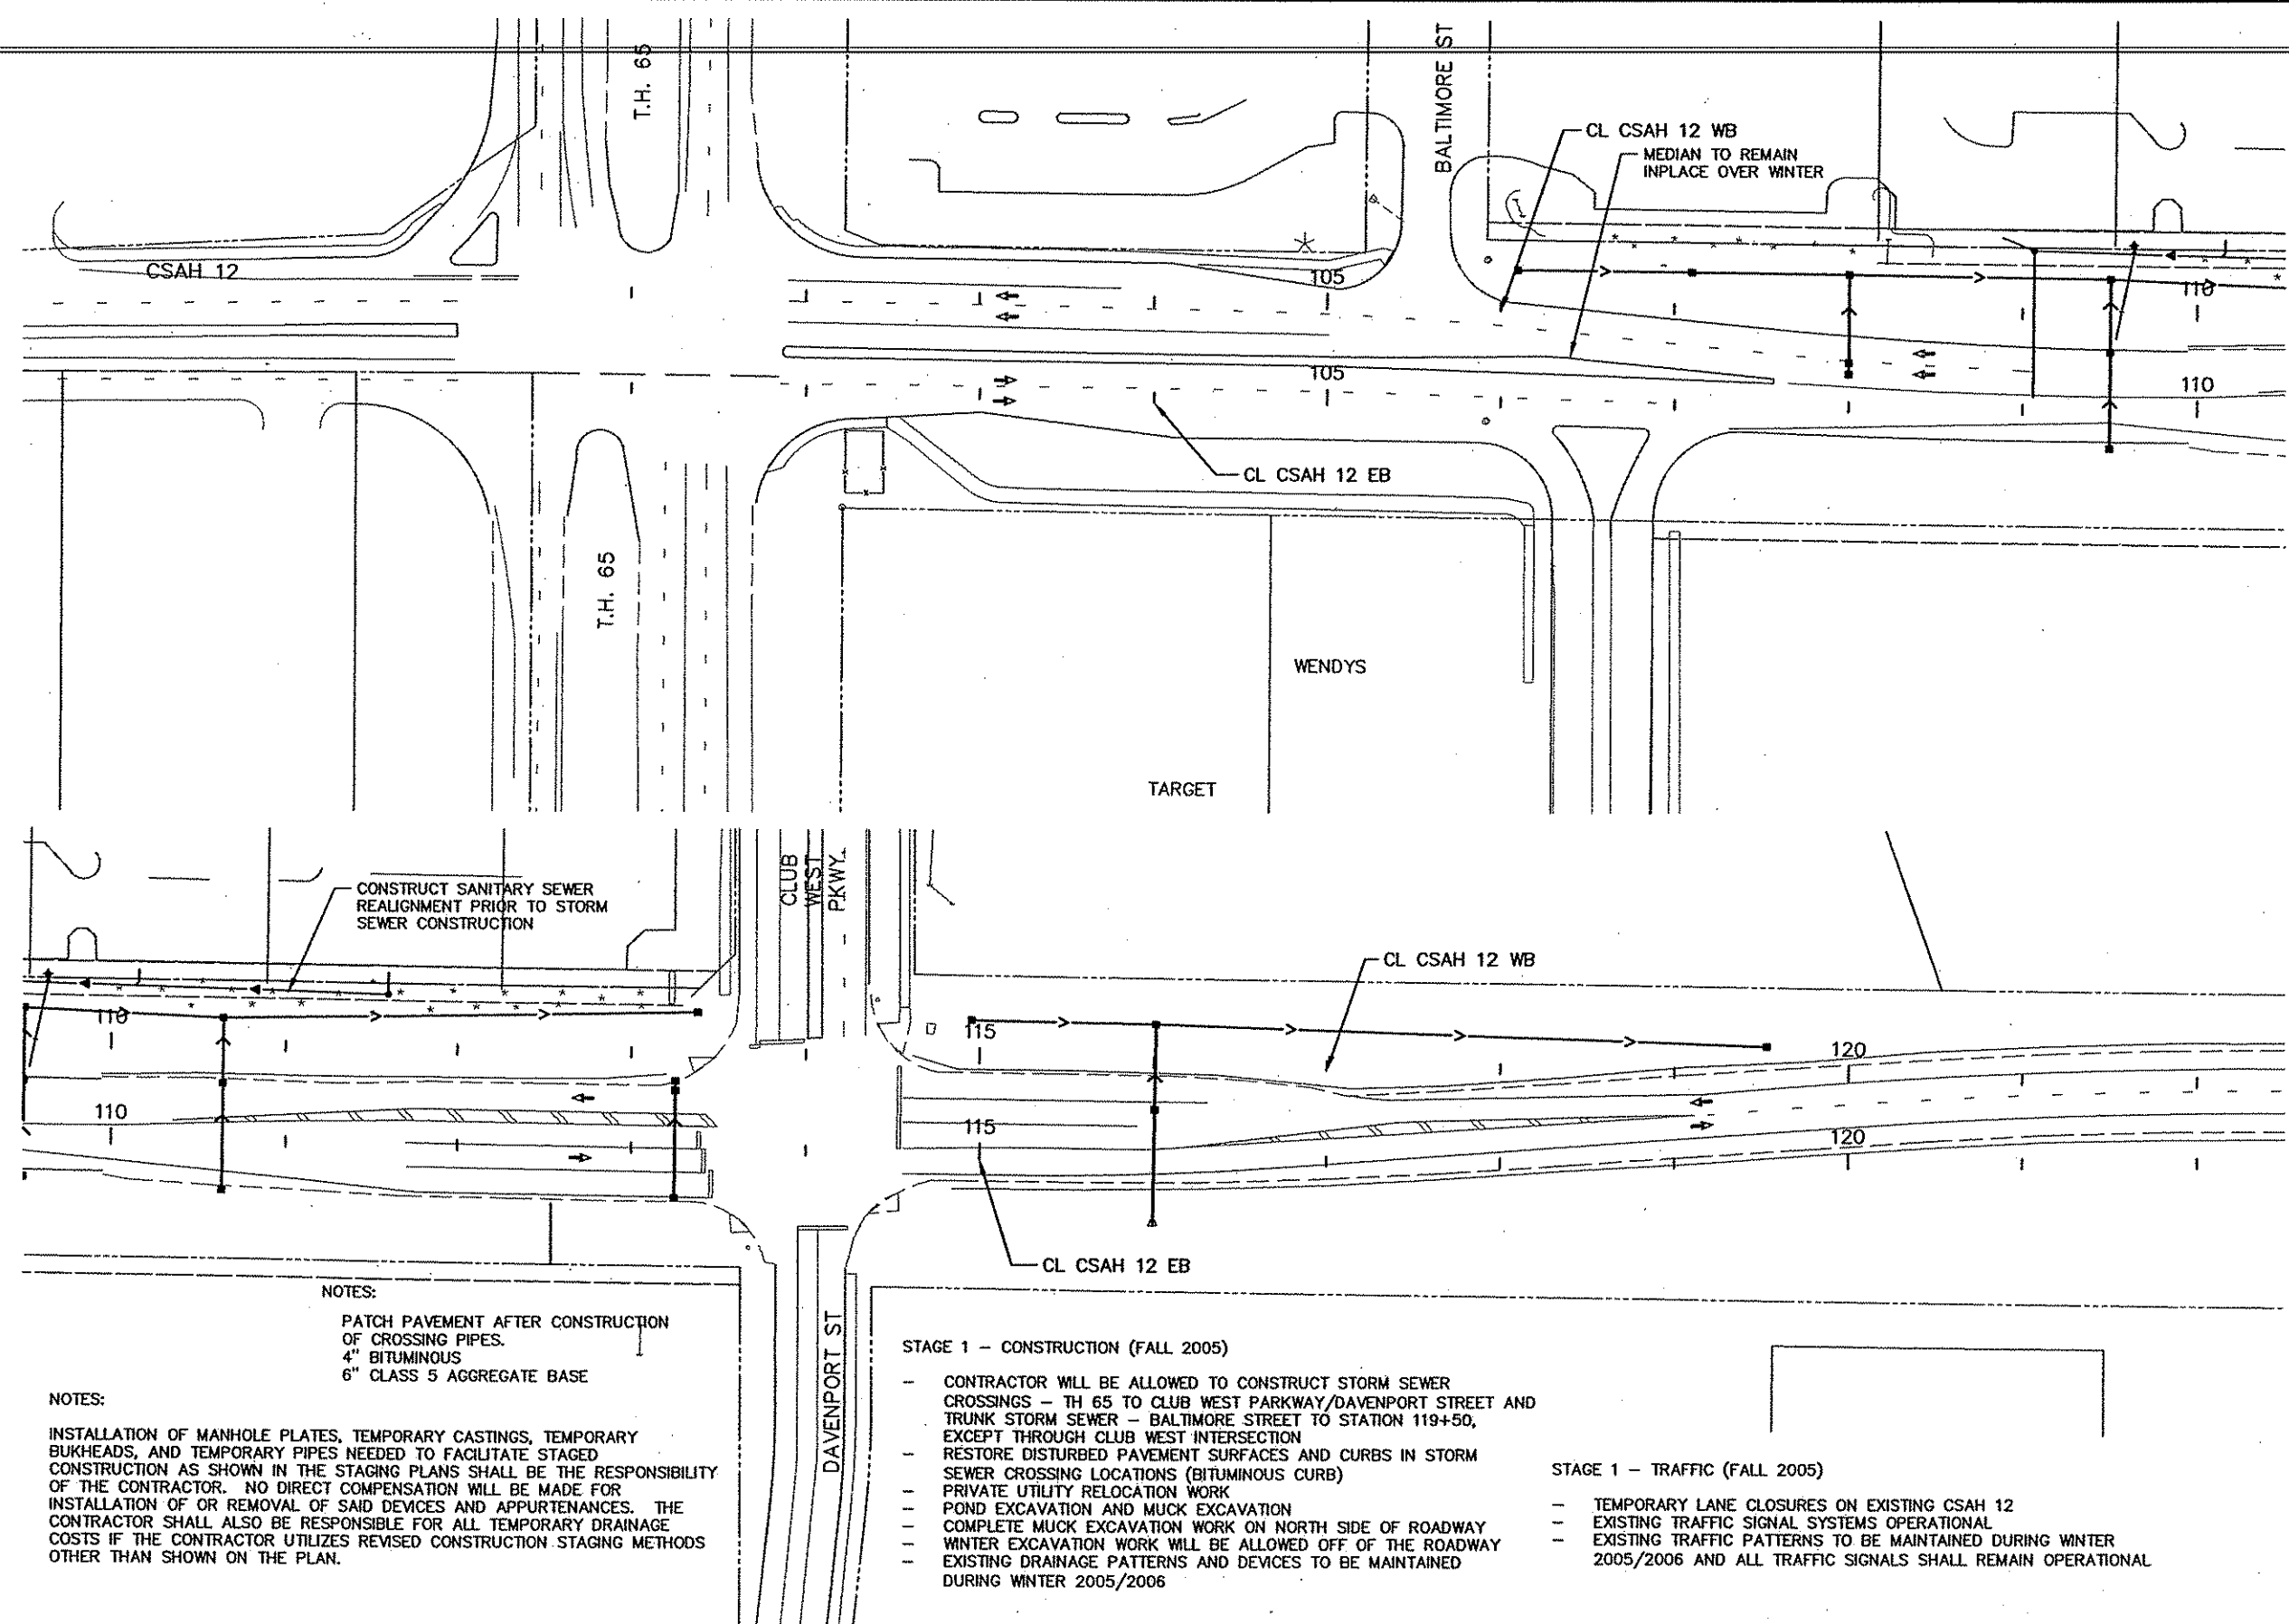 T.H. 65
BALTIMORE ST
CL CSAH 12 WB
MEDIAN TO REMAIN
INPLACE OVER WINTER
CSAH 12
105
110
105
110
CL CSAH 12 EB
T.H. 65
WENDYS
TARGET
CLUB
WEST
PKWY.
CONSTRUCT SANITARY SEWER
REALIGNMENT PRIOR TO STORM
SEWER CONSTRUCTION
CL CSAH 12 WB
110
115
120
110
115
120
CL CSAH 12 EB
DAVENPORT ST
NOTES:
PATCH PAVEMENT AFTER CONSTRUCTION
OF CROSSING PIPES.
4" BITUMINOUS
6" CLASS 5 AGGREGATE BASE
NOTES:
INSTALLATION OF MANHOLE PLATES, TEMPORARY CASTINGS, TEMPORARY
BUKHEADS, AND TEMPORARY PIPES NEEDED TO FACILITATE STAGED
CONSTRUCTION AS SHOWN IN THE STAGING PLANS SHALL BE THE RESPONSIBILITY
OF THE CONTRACTOR. NO DIRECT COMPENSATION WILL BE MADE FOR
INSTALLATION OF OR REMOVAL OF SAID DEVICES AND APPURTENANCES. THE
CONTRACTOR SHALL ALSO BE RESPONSIBLE FOR ALL TEMPORARY DRAINAGE
COSTS IF THE CONTRACTOR UTILIZES REVISED CONSTRUCTION STAGING METHODS
OTHER THAN SHOWN ON THE PLAN.
STAGE 1 – CONSTRUCTION (FALL 2005)
– CONTRACTOR WILL BE ALLOWED TO CONSTRUCT STORM SEWER
CROSSINGS – TH 65 TO CLUB WEST PARKWAY/DAVENPORT STREET AND
TRUNK STORM SEWER – BALTIMORE STREET TO STATION 119+50,
EXCEPT THROUGH CLUB WEST INTERSECTION
– RESTORE DISTURBED PAVEMENT SURFACES AND CURBS IN STORM
SEWER CROSSING LOCATIONS (BITUMINOUS CURB)
– PRIVATE UTILITY RELOCATION WORK
– POND EXCAVATION AND MUCK EXCAVATION
– COMPLETE MUCK EXCAVATION WORK ON NORTH SIDE OF ROADWAY
– WINTER EXCAVATION WORK WILL BE ALLOWED OFF OF THE ROADWAY
– EXISTING DRAINAGE PATTERNS AND DEVICES TO BE MAINTAINED
DURING WINTER 2005/2006
STAGE 1 – TRAFFIC (FALL 2005)
– TEMPORARY LANE CLOSURES ON EXISTING CSAH 12
– EXISTING TRAFFIC SIGNAL SYSTEMS OPERATIONAL
– EXISTING TRAFFIC PATTERNS TO BE MAINTAINED DURING WINTER
2005/2006 AND ALL TRAFFIC SIGNALS SHALL REMAIN OPERATIONAL